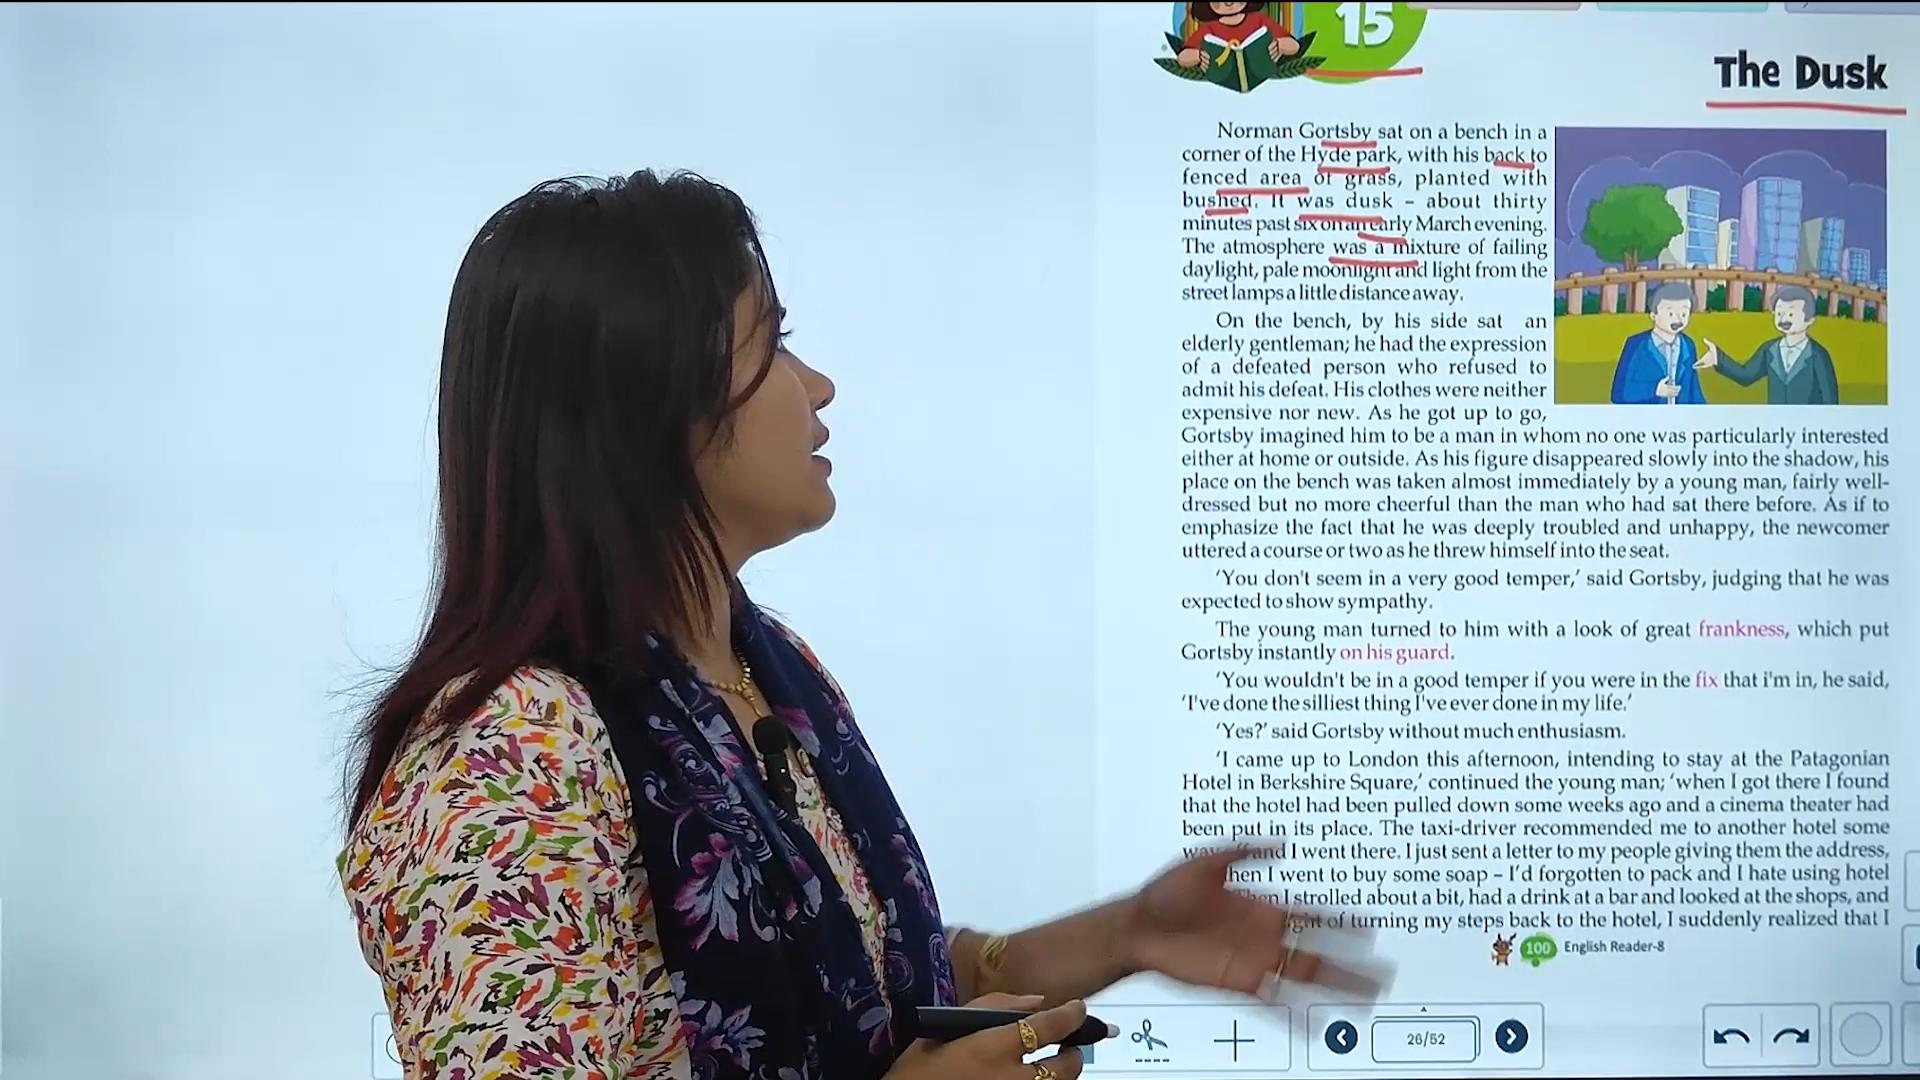 15
The Dusk
Norman Gortsby sat on a bench in a
corner of the Hyde park, with his back to
fenced area of grass, planted with
bushed. It was dusk – about thirty
minutes past six on an early March evening.
The atmosphere was a mixture of failing
daylight, pale moonlight and light from the
street lamps a little distance away.
On the bench, by his side sat an
elderly gentleman; he had the expression
of a defeated person who refused to
admit his defeat. His clothes were neither
expensive nor new. As he got up to go,
Gortsby imagined him to be a man in whom no one was particularly interested
either at home or outside. As his figure disappeared slowly into the shadow, his
place on the bench was taken almost immediately by a young man, fairly well-
dressed but no more cheerful than the man who had sat there before. As if to
emphasize the fact that he was deeply troubled and unhappy, the newcomer
uttered a course or two as he threw himself into the seat.
'You don't seem in a very good temper,' said Gortsby, judging that he was
expected to show sympathy.
The young man turned to him with a look of great frankness, which put
Gortsby instantly on his guard.
'You wouldn't be in a good temper if you were in the fix that i'm in, he said,
'I've done the silliest thing I've ever done in my life.'
'Yes?' said Gortsby without much enthusiasm.
'I came up to London this afternoon, intending to stay at the Patagonian
Hotel in Berkshire Square,' continued the young man; 'when I got there I found
that the hotel had been pulled down some weeks ago and a cinema theater had
been put in its place. The taxi-driver recommended me to another hotel some
and I went there. I just sent a letter to my people giving them the address,
then I went to buy some soap – I'd forgotten to pack and I hate using hotel
I strolled about a bit, had a drink at a bar and looked at the shops, and
of turning my steps back to the hotel, I suddenly realized that I
100 English Reader-8
26/52